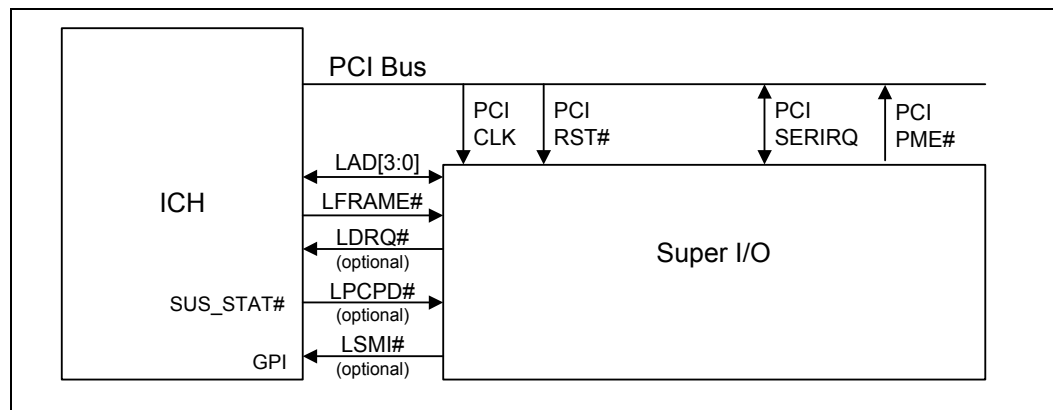 PCI Bus
PCI
CLK
PCI
RST#
PCI
SERIRQ
PCI
PME#
ICH
LAD[3:0]
LFRAME#
LDRQ#
(optional)
SUS_STAT#
LPCPD#
(optional)
GPI
LSMI#
(optional)
Super I/O